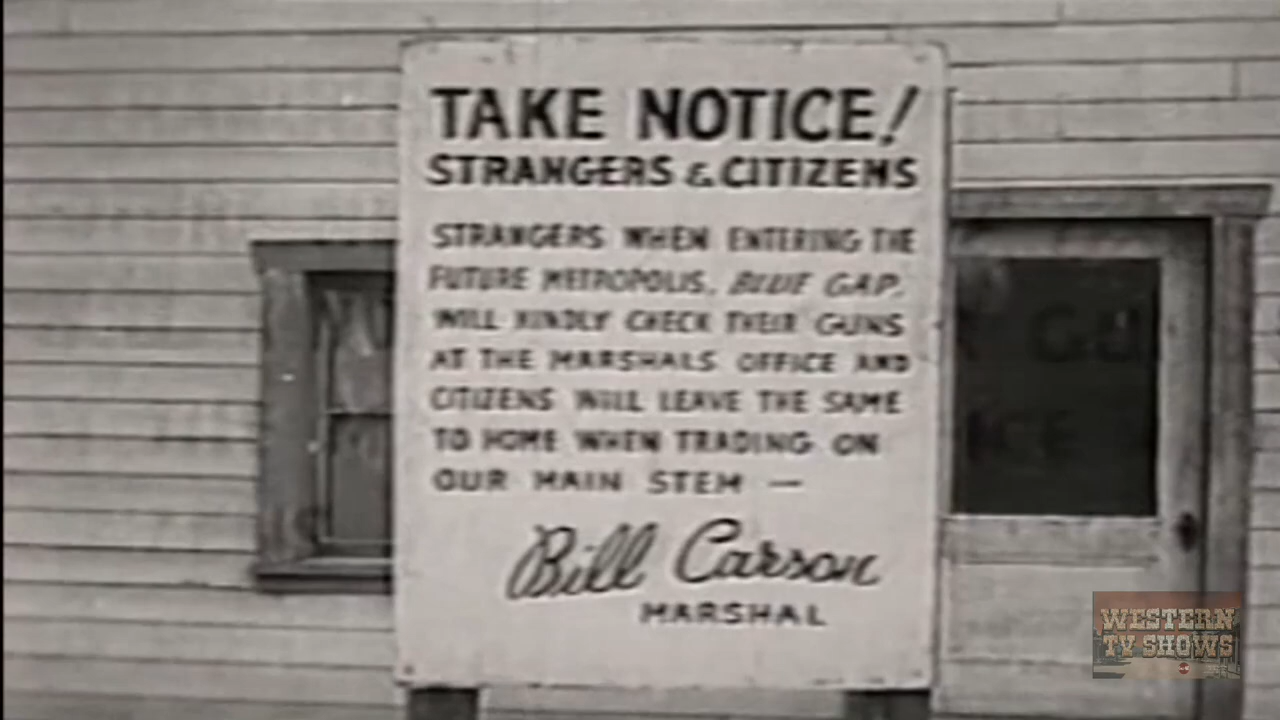 TAKE NOTICE!
STRANGERS & CITIZENS
STRANGERS WHEN ENTERING THE
FUTURE METROPOLIS, BLUE GAP,
WILL KINDLY CHECK THEIR GUNS
AT THE MARSHALS OFFICE AND
CITIZENS WILL LEAVE THE SAME
TO HOME WHEN TRADING ON
OUR MAIN STEM —
Bill Carson
MARSHAL
WESTERN
TV SHOWS